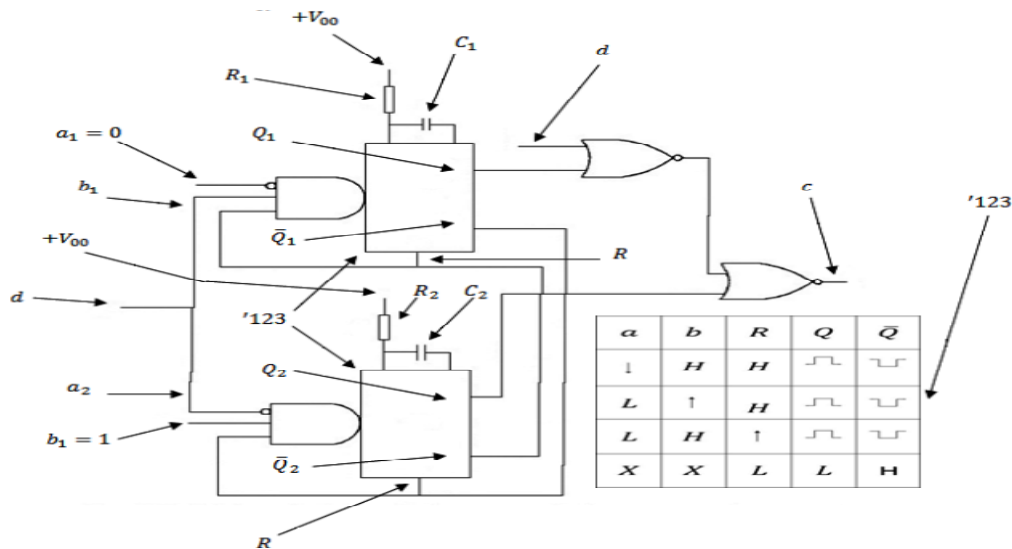 +V₀₀
C₁
d
R₁
a₁ = 0
Q₁
b₁
c
′123
Q̄₁
+V₀₀
R
d
R₂
C₂
′123
Q₂
a₂
b₁ = 1
Q̄₂
R
a b R Q Q̄
↓ H H
L ↑ H
L H ↑
X X L L H